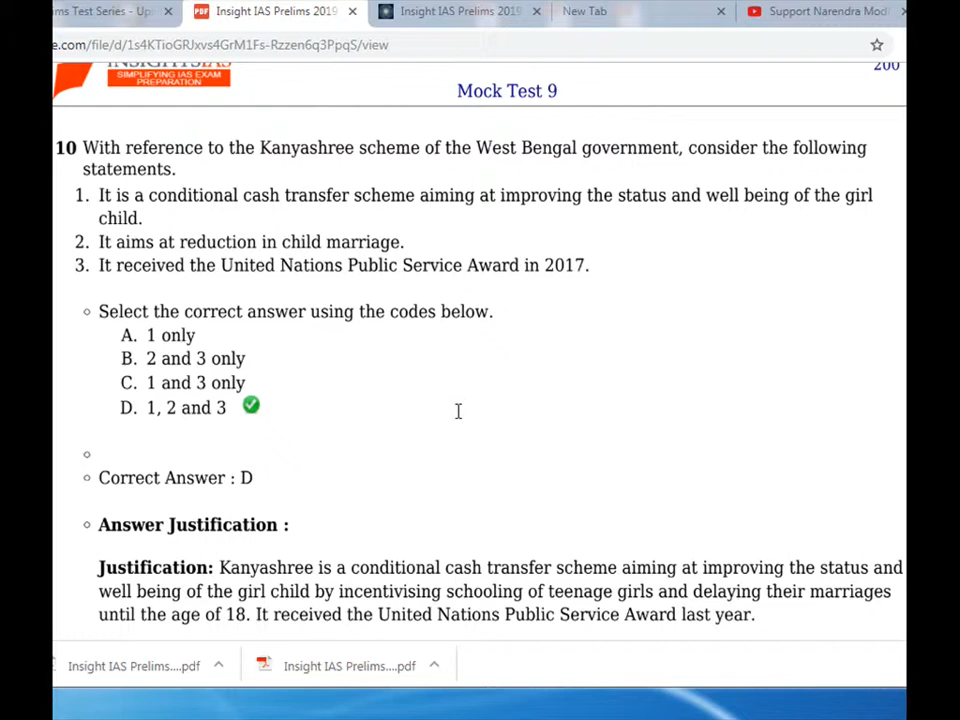 ms Test Series - Up
Insight IAS Prelims 2019
Insight IAS Prelims 2019
New Tab
Support Narendra Modi
e.com/file/d/1s4KTioGRJxvs4GrM1Fs-Rzzen6q3PpqS/view
INSIGHTSIAS
SIMPLIFYING IAS EXAM
PREPARATION
200
Mock Test 9
10 With reference to the Kanyashree scheme of the West Bengal government, consider the following
statements.
1. It is a conditional cash transfer scheme aiming at improving the status and well being of the girl
child.
2. It aims at reduction in child marriage.
3. It received the United Nations Public Service Award in 2017.
Select the correct answer using the codes below.
A. 1 only
B. 2 and 3 only
C. 1 and 3 only
D. 1, 2 and 3
Correct Answer : D
Answer Justification :
Justification: Kanyashree is a conditional cash transfer scheme aiming at improving the status and
well being of the girl child by incentivising schooling of teenage girls and delaying their marriages
until the age of 18. It received the United Nations Public Service Award last year.
Insight IAS Prelims....pdf
Insight IAS Prelims....pdf